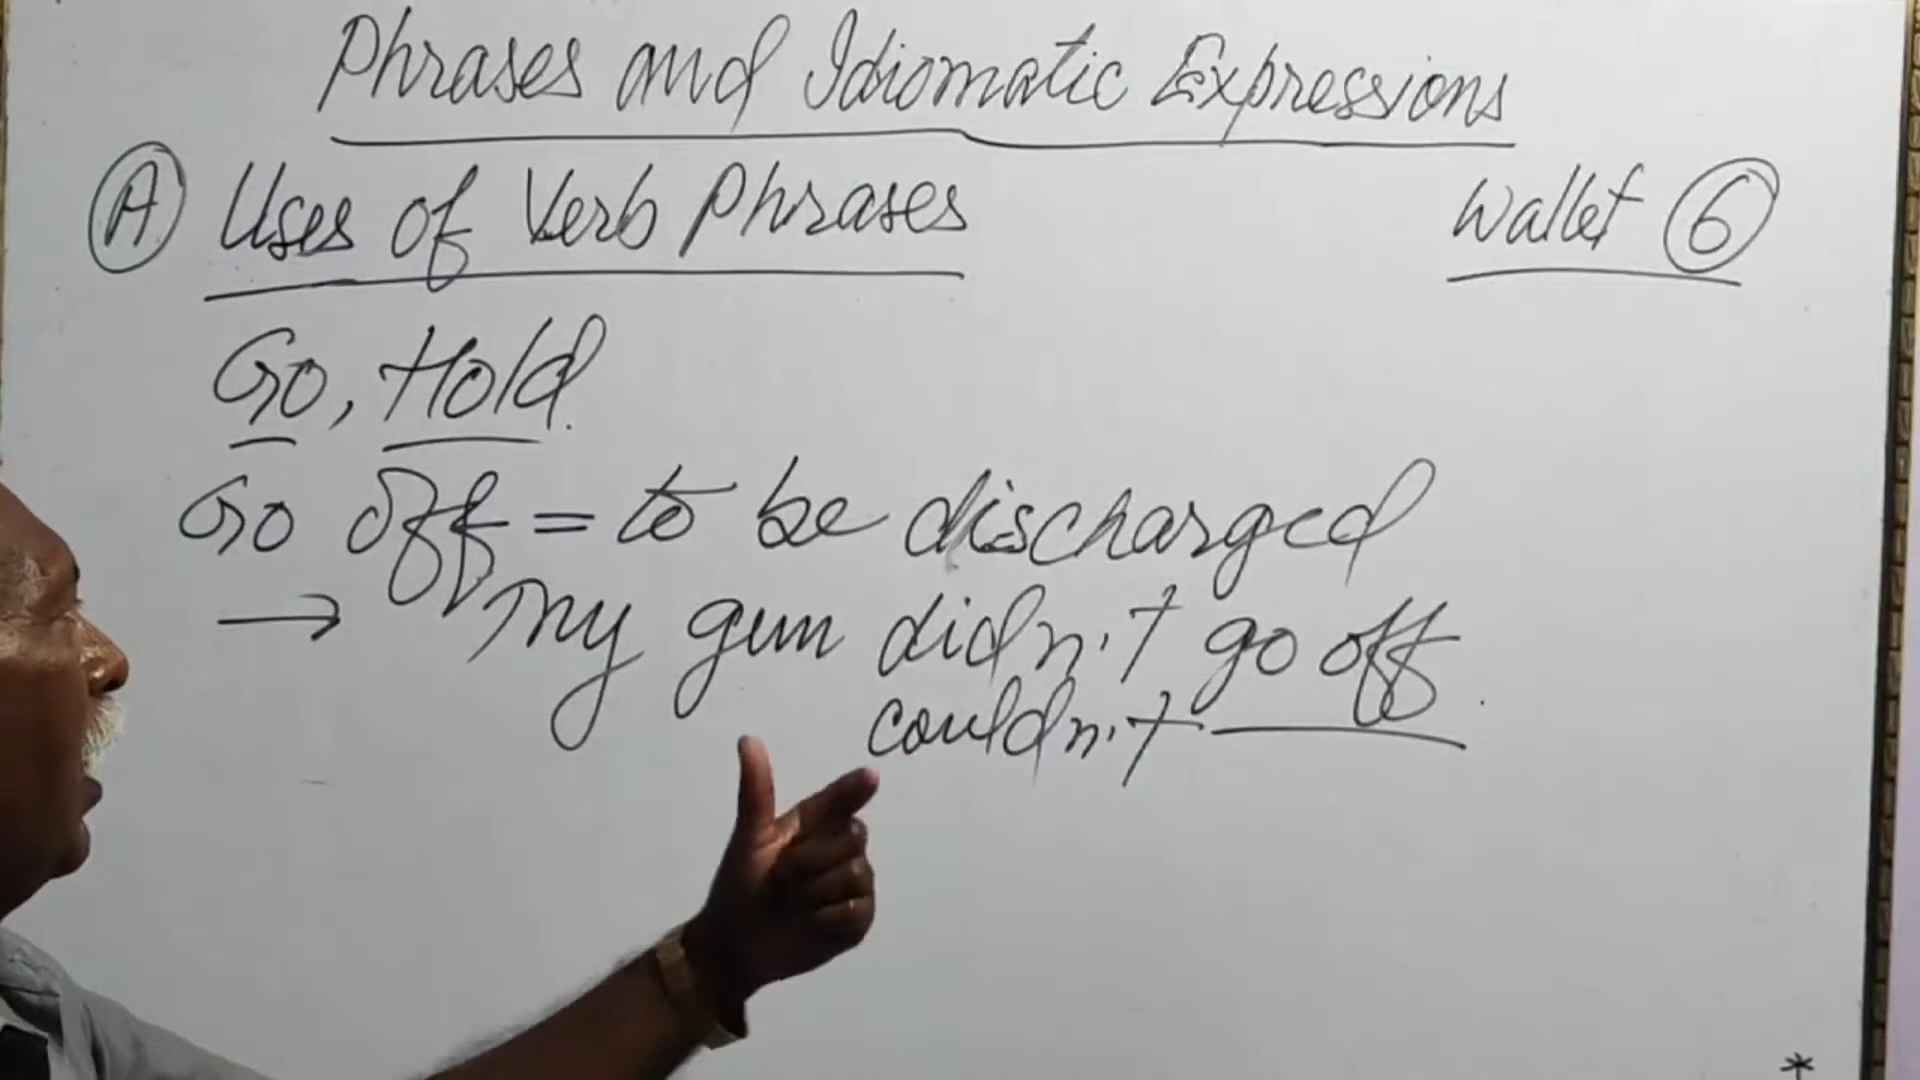 Phrases and Idiomatic Expressions
A Uses of Verb Phrases
Wallet 6
Go, Hold.
Go off = to be discharged
→ My gun didn't go off.
couldn't
*